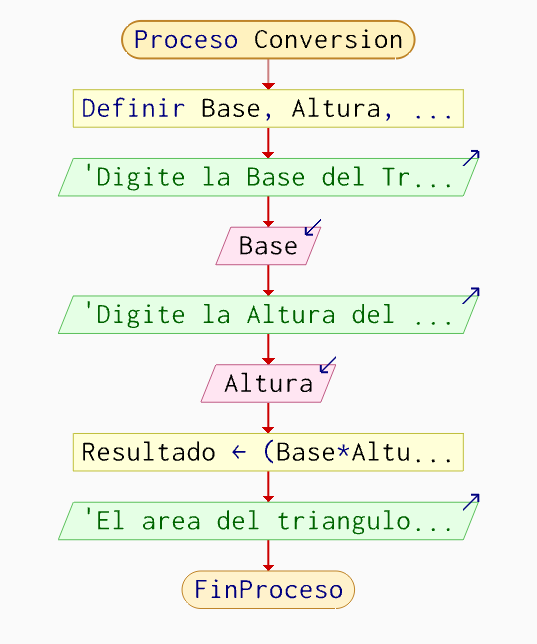 Proceso Conversion
Definir Base, Altura, ...
'Digite la Base del Tr...
Base
'Digite la Altura del ...
Altura
Resultado ← (Base*Altu...
'El area del triangulo...
FinProceso